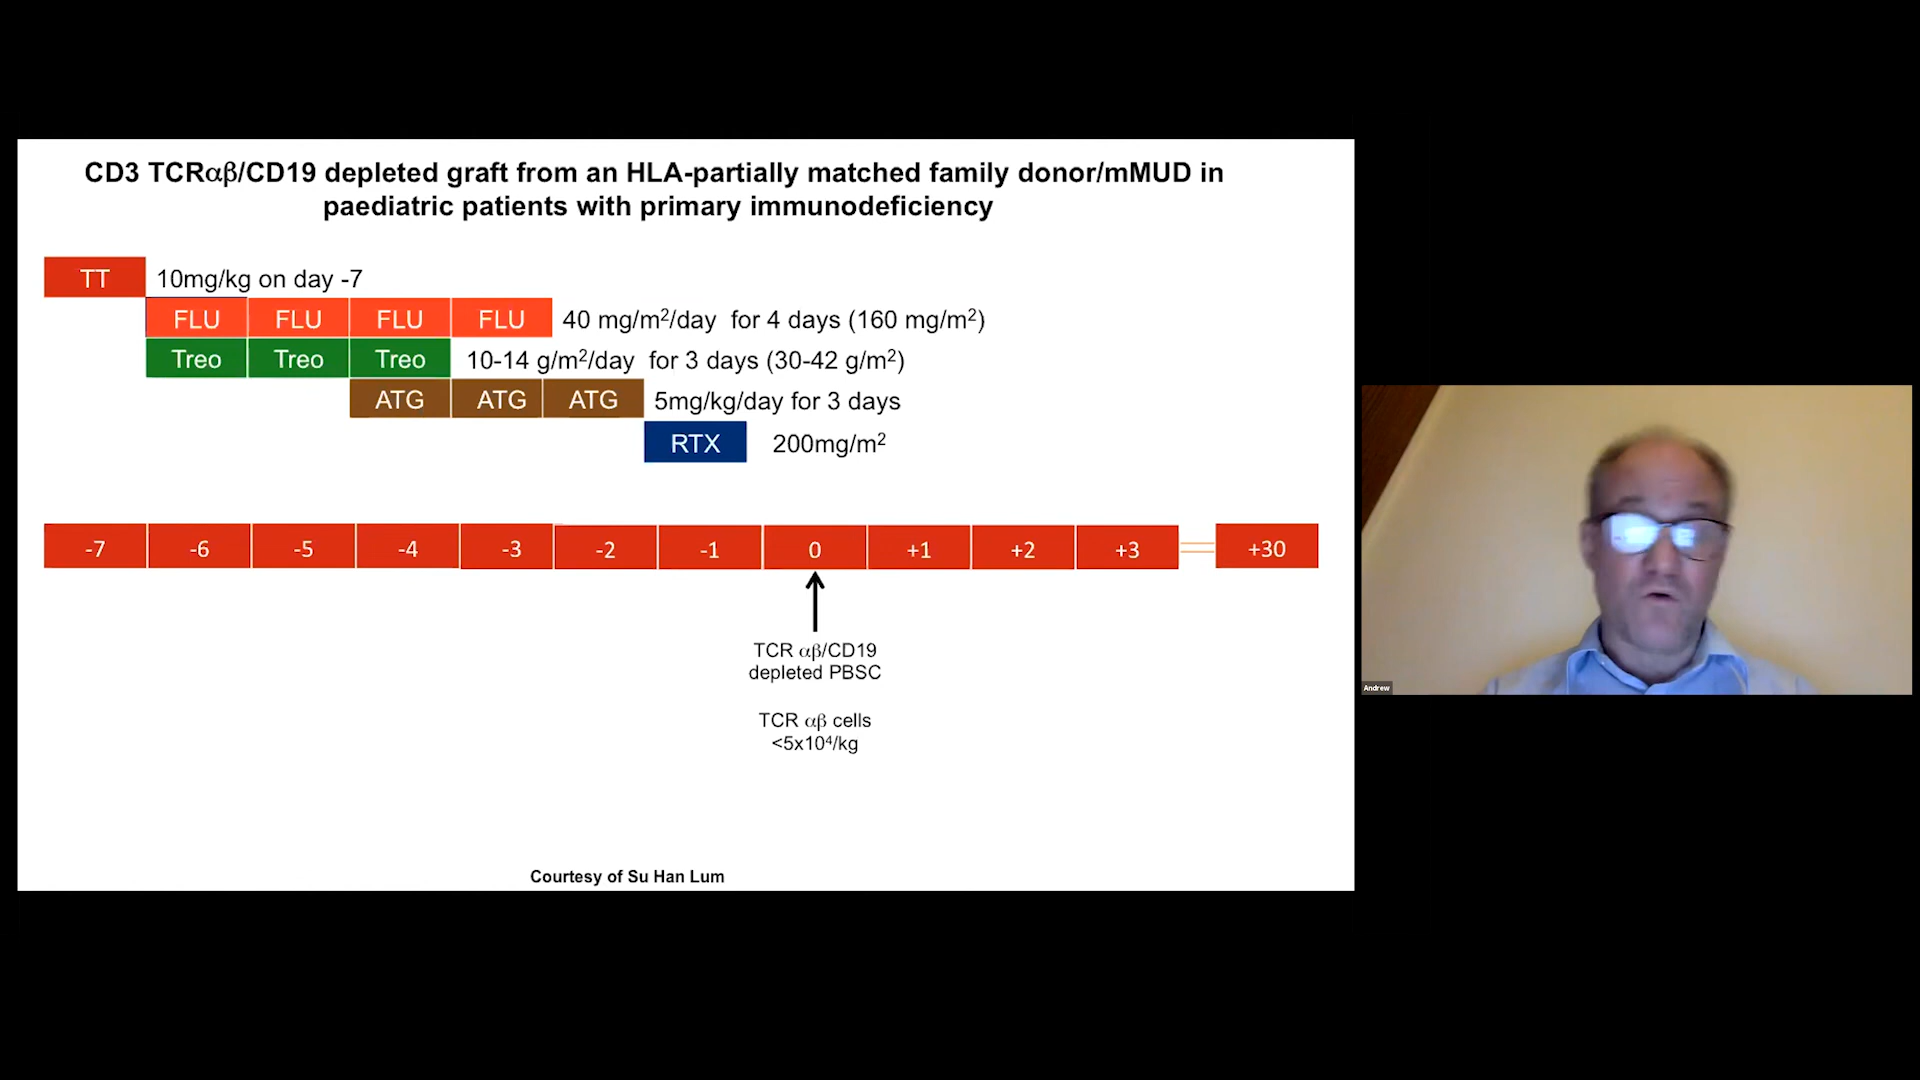 CD3 TCRαβ/CD19 depleted graft from an HLA-partially matched family donor/mMUD in
paediatric patients with primary immunodeficiency
TT 10mg/kg on day -7
FLU FLU FLU FLU 40 mg/m²/day for 4 days (160 mg/m²)
Treo Treo Treo 10-14 g/m²/day for 3 days (30-42 g/m²)
ATG ATG ATG 5mg/kg/day for 3 days
RTX 200mg/m²
-7 -6 -5 -4 -3 -2 -1 0 +1 +2 +3 +30
TCR αβ/CD19
depleted PBSC
TCR αβ cells
<5x10⁴/kg
Courtesy of Su Han Lum
Andrew